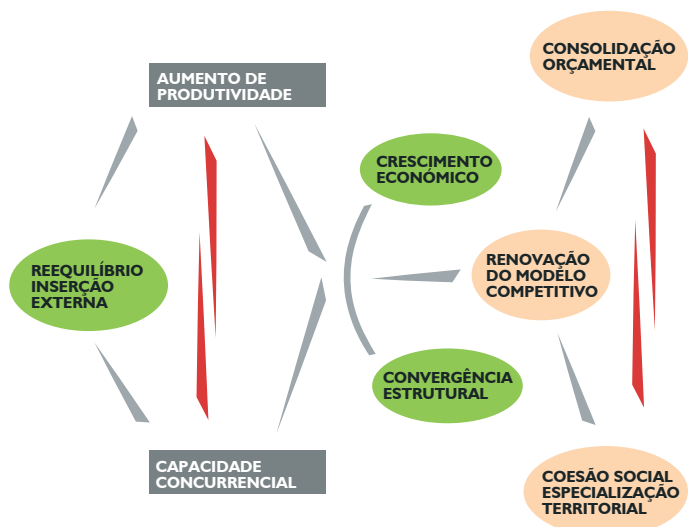 CONSOLIDAÇÃO
ORÇAMENTAL
AUMENTO DE
PRODUTIVIDADE
CRESCIMENTO
ECONÓMICO
REEQUILÍBRIO
INSERÇÃO
EXTERNA
RENOVAÇÃO
DO MODELO
COMPETITIVO
CONVERGÊNCIA
ESTRUTURAL
CAPACIDADE
CONCURRENCIAL
COESÃO SOCIAL
ESPECIALIZAÇÃO
TERRITORIAL